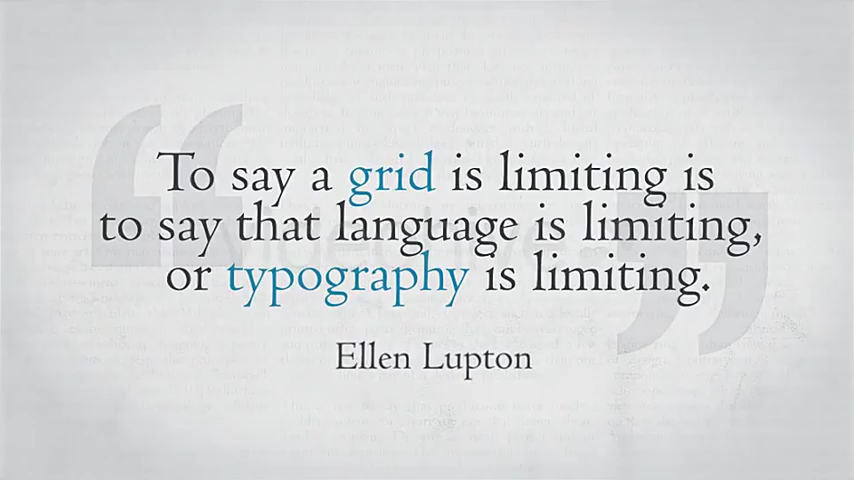 To say a grid is limiting is
to say that language is limiting,
or typography is limiting.
Ellen Lupton